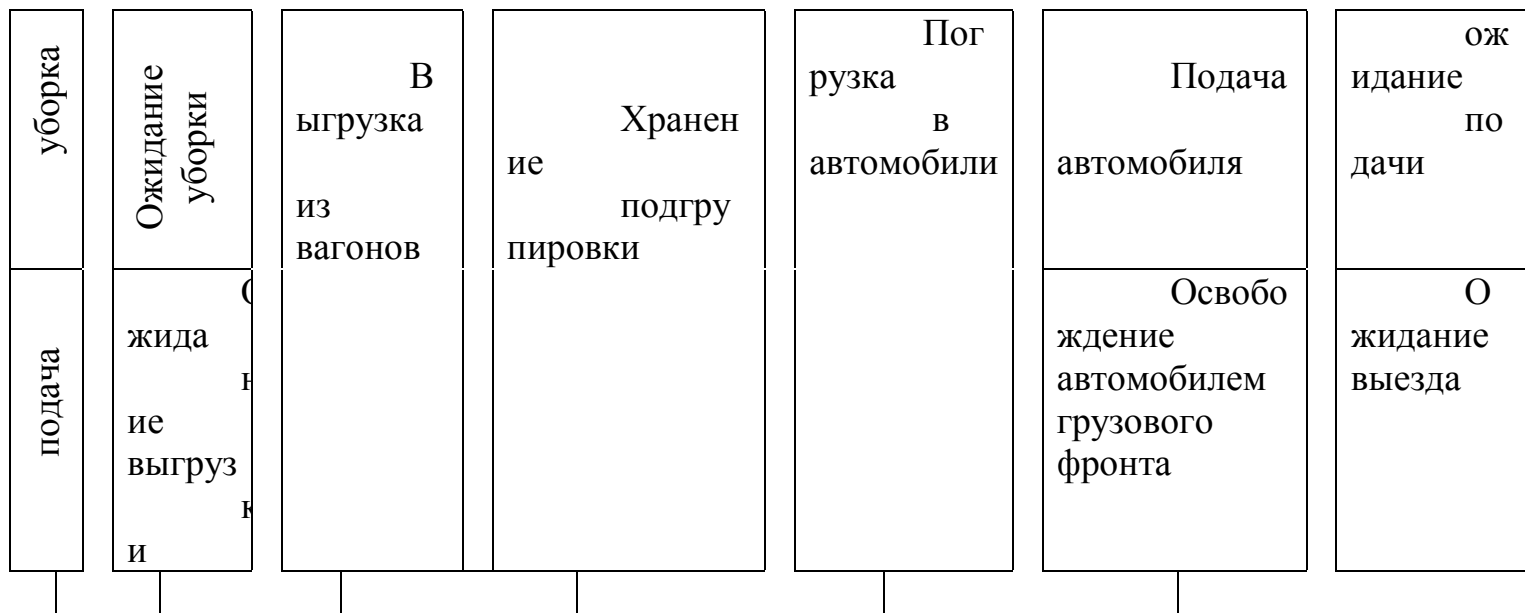 уборка
Ожидание
уборки
В
ыгрузка
из
вагонов
Хранен
ие
подгру
пировки
Пог
рузка
в
автомобили
Подача
автомобиля
ож
идание
по
дачи
подача
О
жида
н
ие
выгруз
к
и
Освобо
ждение
автомобилем
грузового
фронта
О
жидание
выезда